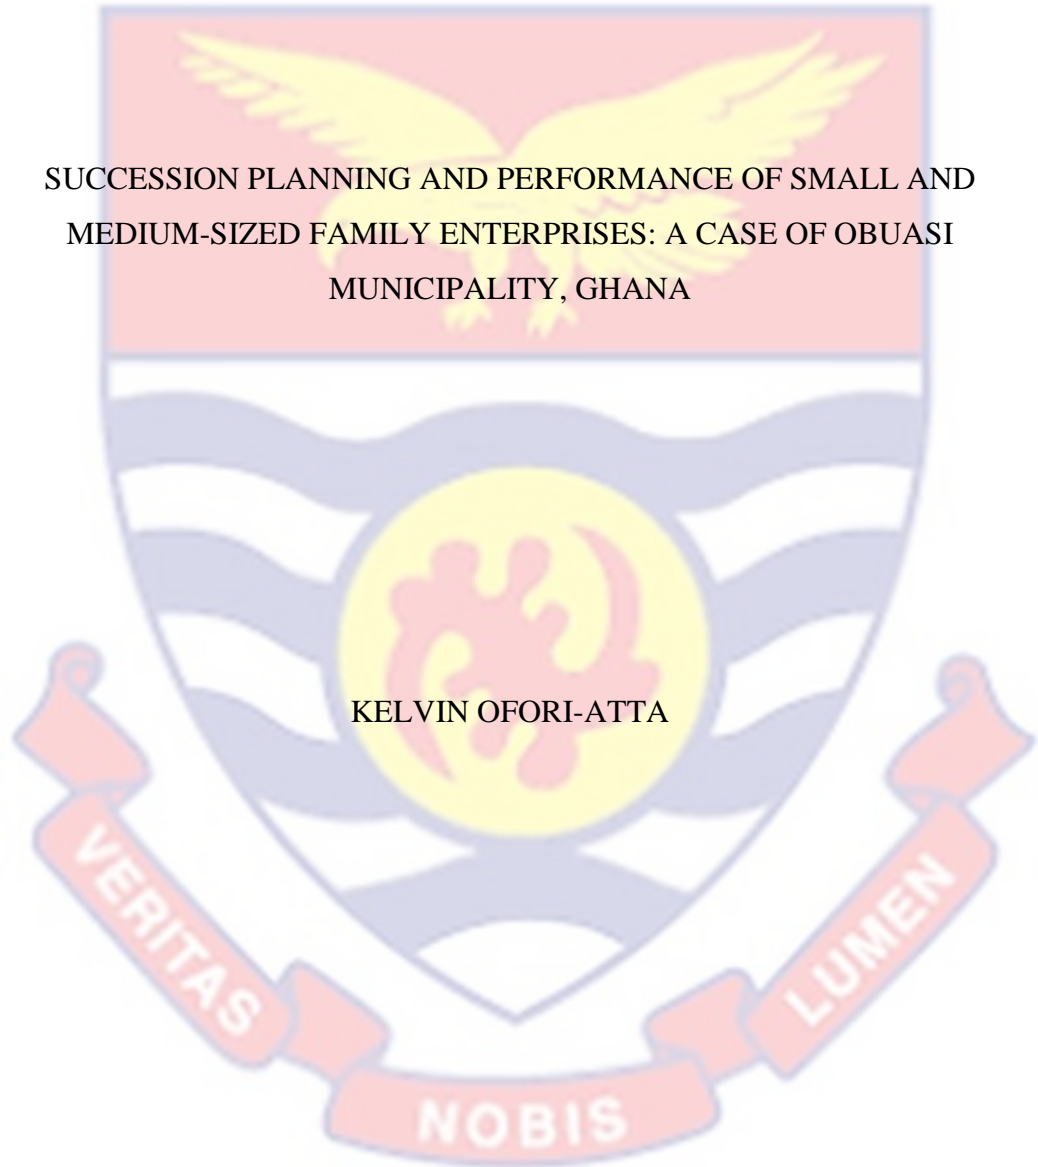 SUCCESSION PLANNING AND PERFORMANCE OF SMALL AND
MEDIUM-SIZED FAMILY ENTERPRISES: A CASE OF OBUASI
MUNICIPALITY, GHANA
KELVIN OFORI-ATTA
VERITAS
NOBIS
LUMEN